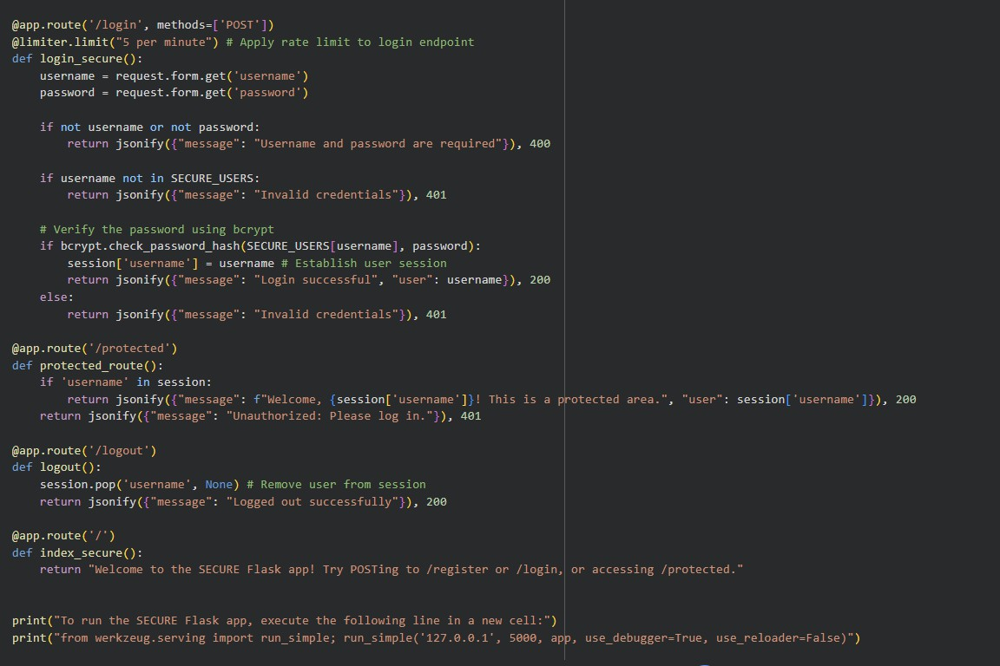 @app.route('/login', methods=['POST'])
@limiter.limit("5 per minute") # Apply rate limit to login endpoint
def login_secure():
    username = request.form.get('username')
    password = request.form.get('password')

    if not username or not password:
        return jsonify({"message": "Username and password are required"}), 400

    if username not in SECURE_USERS:
        return jsonify({"message": "Invalid credentials"}), 401

    # Verify the password using bcrypt
    if bcrypt.check_password_hash(SECURE_USERS[username], password):
        session['username'] = username # Establish user session
        return jsonify({"message": "Login successful", "user": username}), 200
    else:
        return jsonify({"message": "Invalid credentials"}), 401

@app.route('/protected')
def protected_route():
    if 'username' in session:
        return jsonify({"message": f"Welcome, {session['username']}! This is a protected area.", "user": session['username']}), 200
    return jsonify({"message": "Unauthorized: Please log in."}), 401

@app.route('/logout')
def logout():
    session.pop('username', None) # Remove user from session
    return jsonify({"message": "Logged out successfully"}), 200

@app.route('/')
def index_secure():
    return "Welcome to the SECURE Flask app! Try POSTing to /register or /login, or accessing /protected."


print("To run the SECURE Flask app, execute the following line in a new cell:")
print("from werkzeug.serving import run_simple; run_simple('127.0.0.1', 5000, app, use_debugger=True, use_reloader=False)")